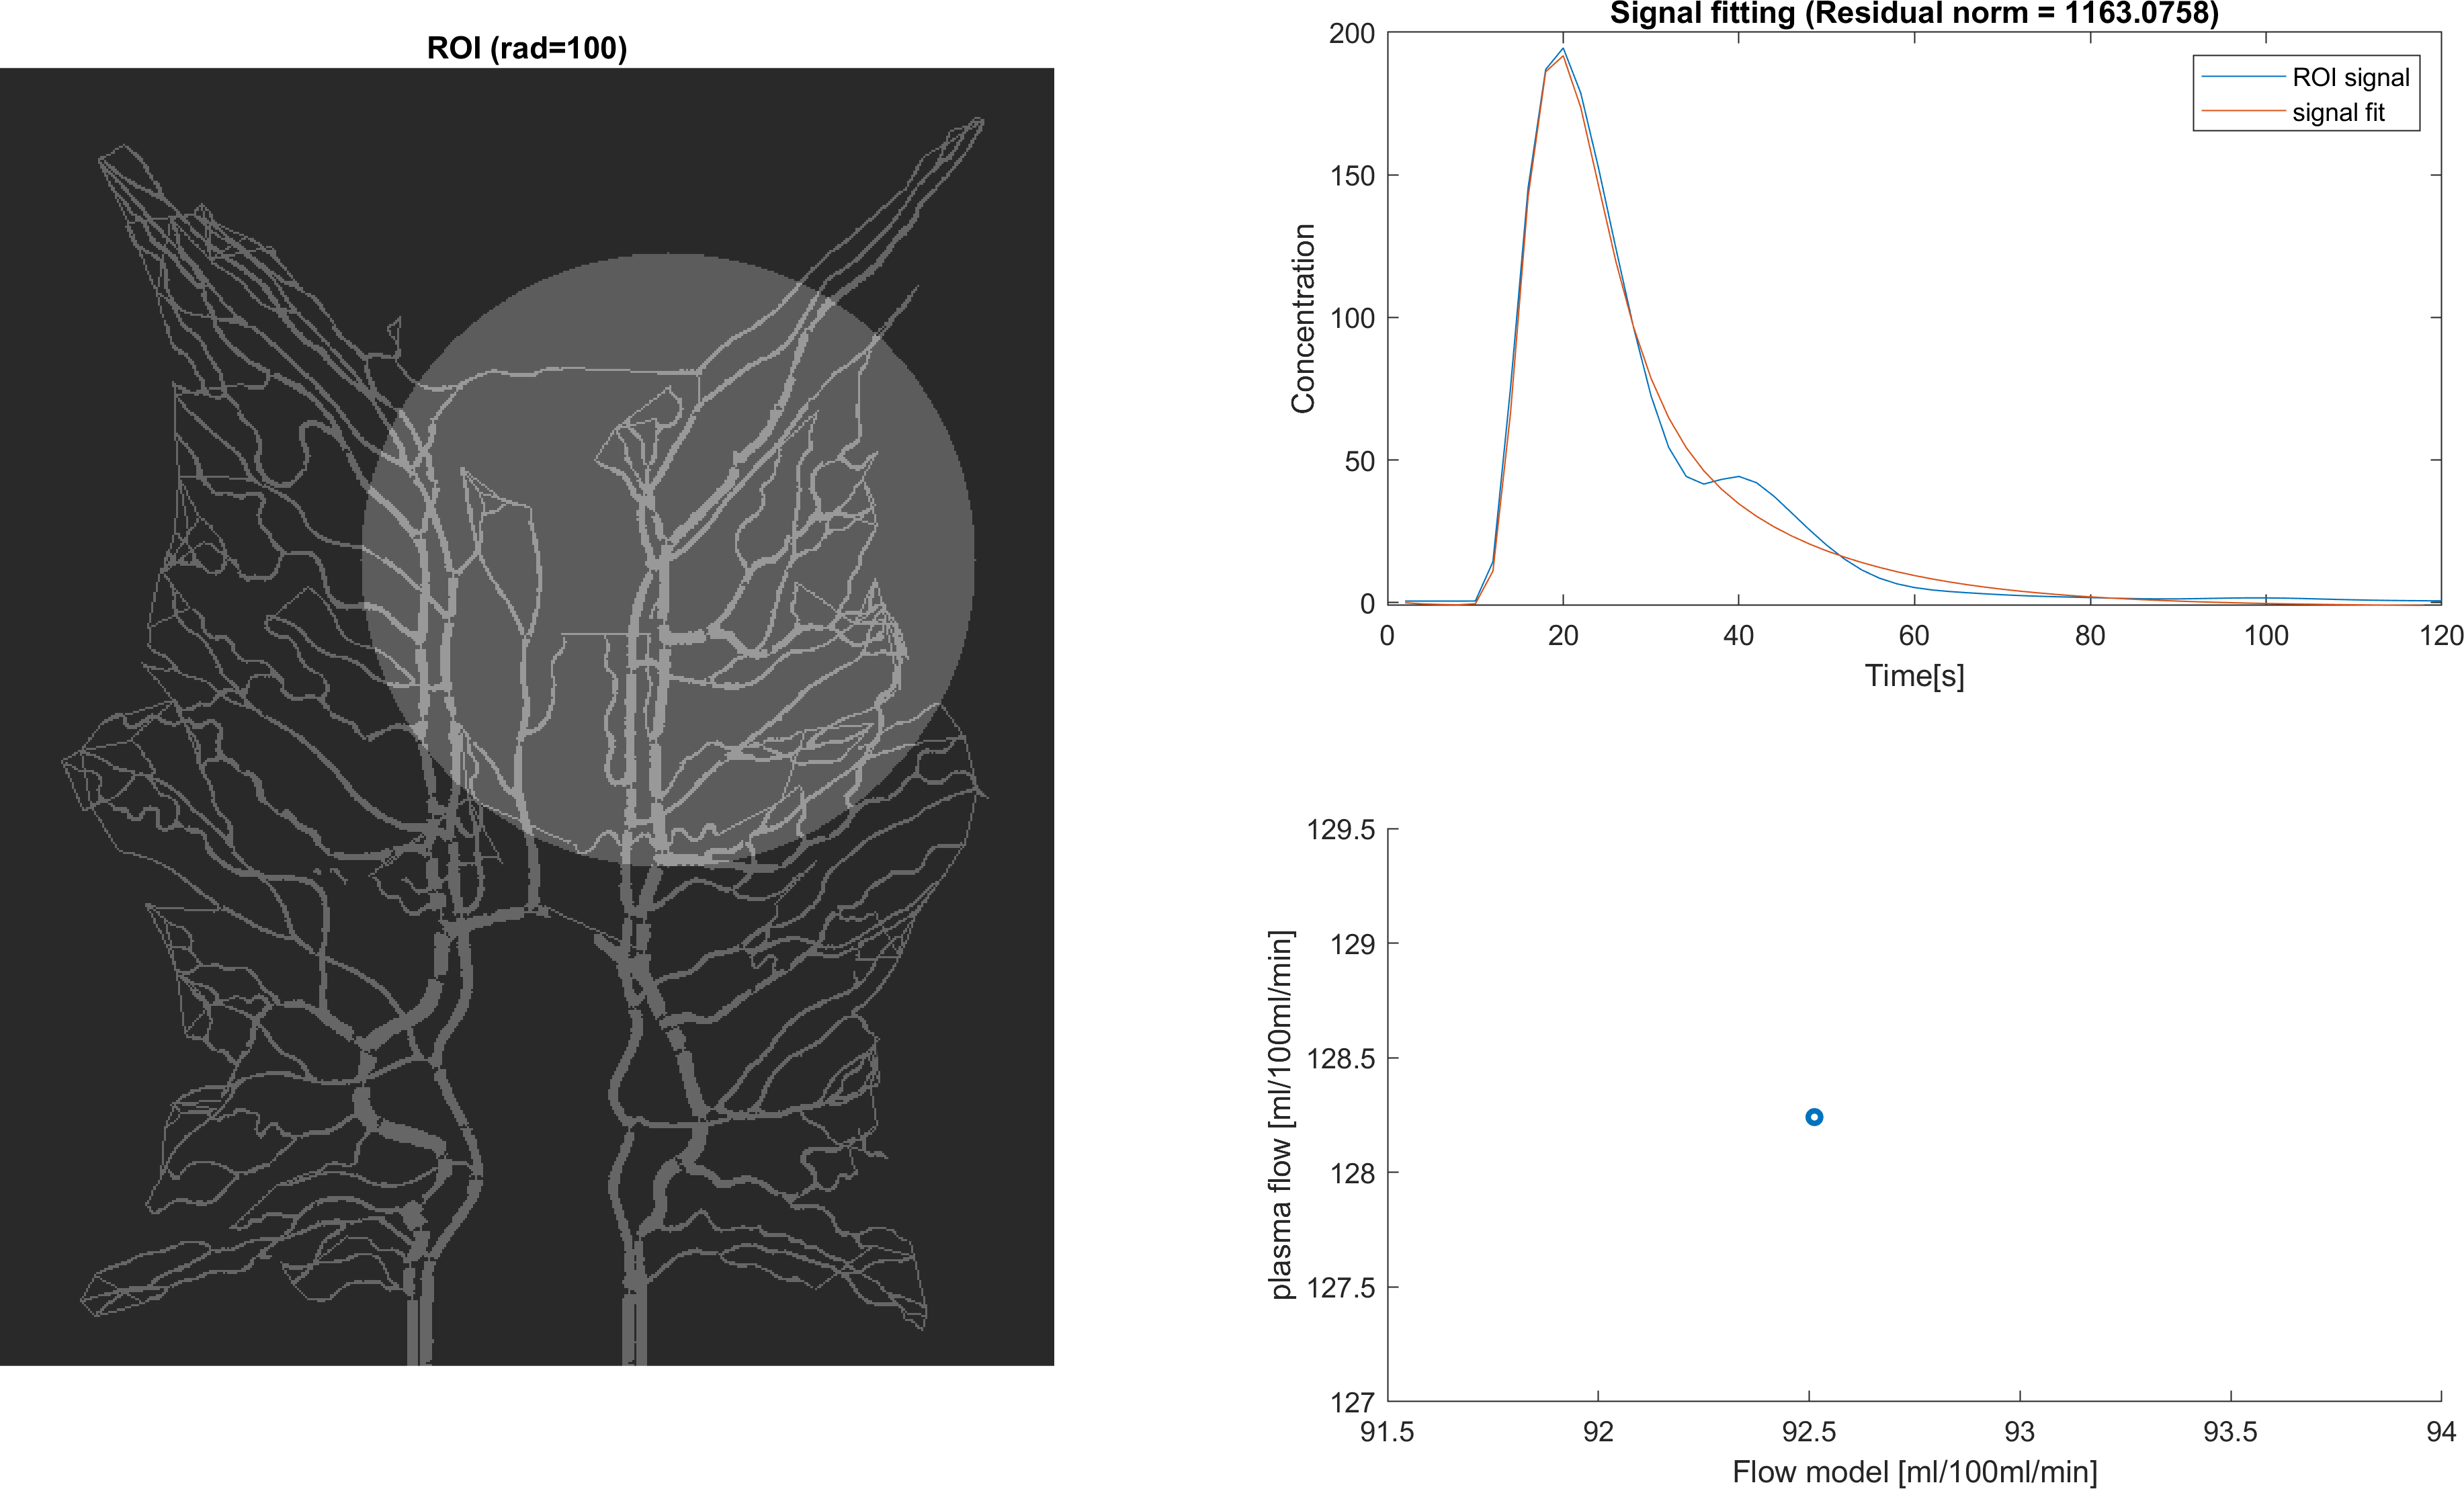 ROI (rad=100)
Signal fitting (Residual norm = 1163.0758)
200
150
100
50
0
Concentration
ROI signal
signal fit
0 20 40 60 80 100 120
Time[s]
129.5
129
128.5
128
127.5
127
plasma flow [ml/100ml/min]
91.5 92 92.5 93 93.5 94
Flow model [ml/100ml/min]